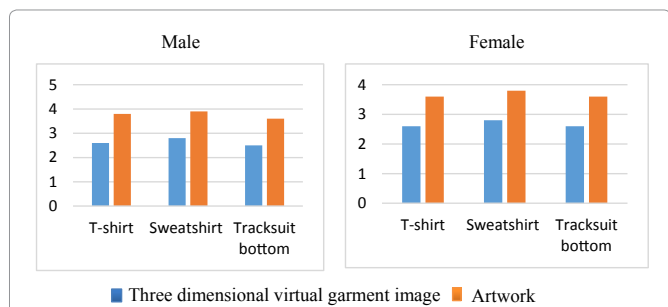 Male
5
4
3
2
1
0
T-shirt Sweatshirt Tracksuit
bottom
Female
4
3
2
1
0
T-shirt Sweatshirt Tracksuit
bottom
Three dimensional virtual garment image Artwork